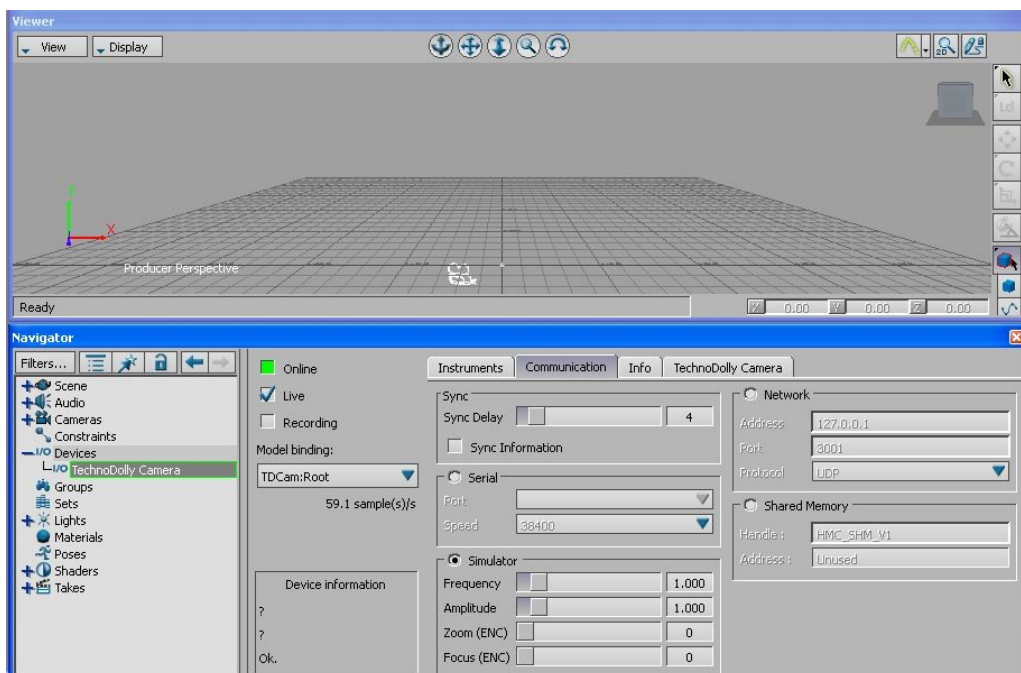 Viewer
View Display
2D
Lcl
Y
X
Producer Perspective
Ready X 0.00 Y 0.00 Z 0.00
Navigator
Filters...
Scene
Audio
Cameras
Constraints
I/O Devices
I/O TechnoDolly Camera
Groups
Sets
Lights
Materials
Poses
Shaders
Takes
Online
Live
Recording
Model binding:
TDCam:Root
59.1 sample(s)/s
Device information
?
?
Ok.
Instruments Communication Info TechnoDolly Camera
Sync
Sync Delay 4
Sync Information
Serial
Port:
Speed 38400
Simulator
Frequency 1.000
Amplitude 1.000
Zoom (ENC) 0
Focus (ENC) 0
Network
Address 127.0.0.1
Port: 3001
Protocol UDP
Shared Memory
Handle : HMC_SHM_V1
Address : Unused